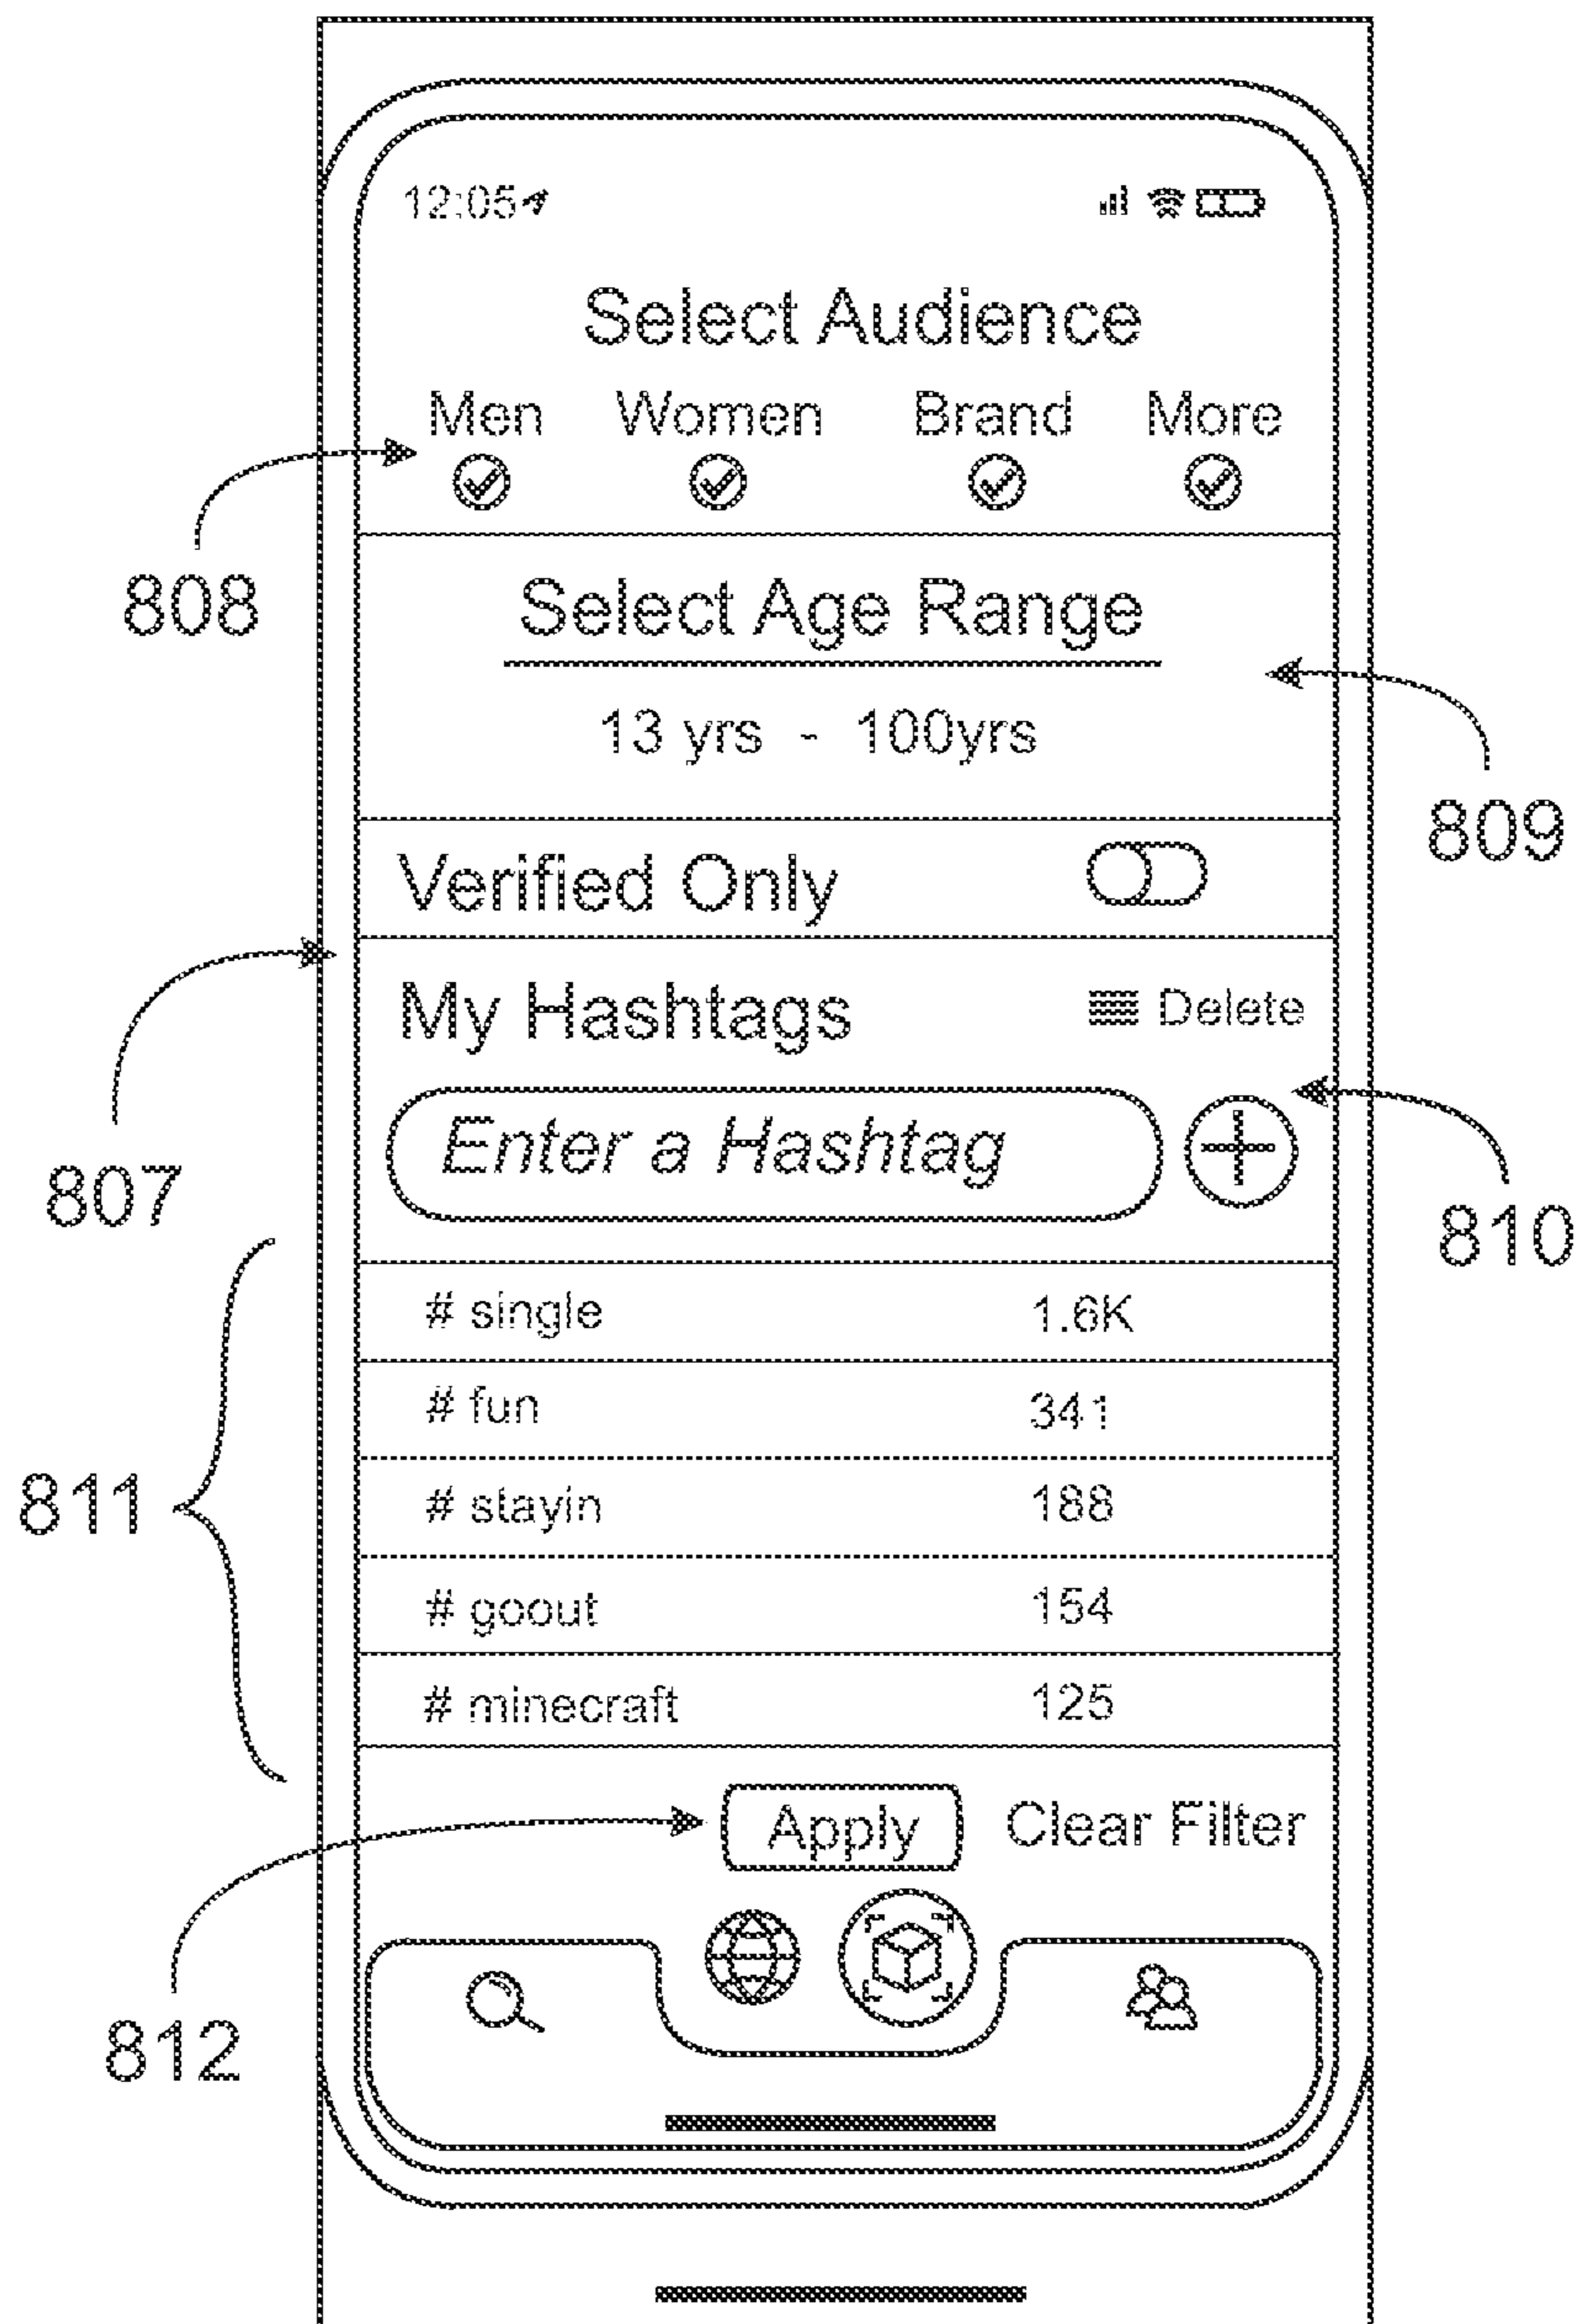 12:05
Select Audience
Men Women Brand More
808
Select Age Range
13 yrs - 100yrs
809
Verified Only
807
My Hashtags Delete
Enter a Hashtag
810
# single 1.6K
# fun 341
811
# stayin 188
# goout 154
# minecraft 125
812
Apply Clear Filter